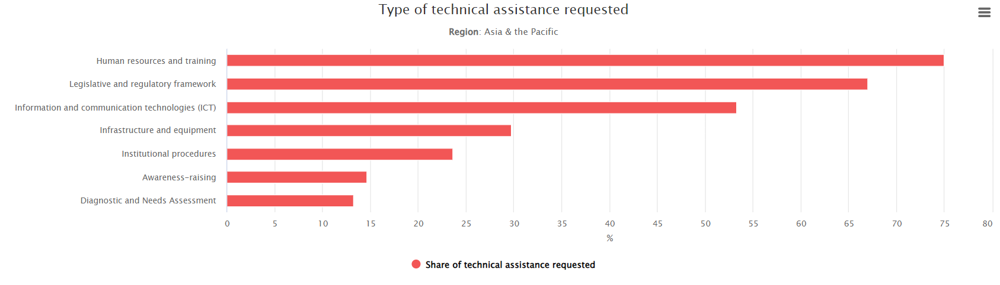 Type of technical assistance requested
Region: Asia & the Pacific
Human resources and training
Legislative and regulatory framework
Information and communication technologies (ICT)
Infrastructure and equipment
Institutional procedures
Awareness-raising
Diagnostic and Needs Assessment
0 5 10 15 20 25 30 35 40 45 50 55 60 65 70 75 80
%
Share of technical assistance requested